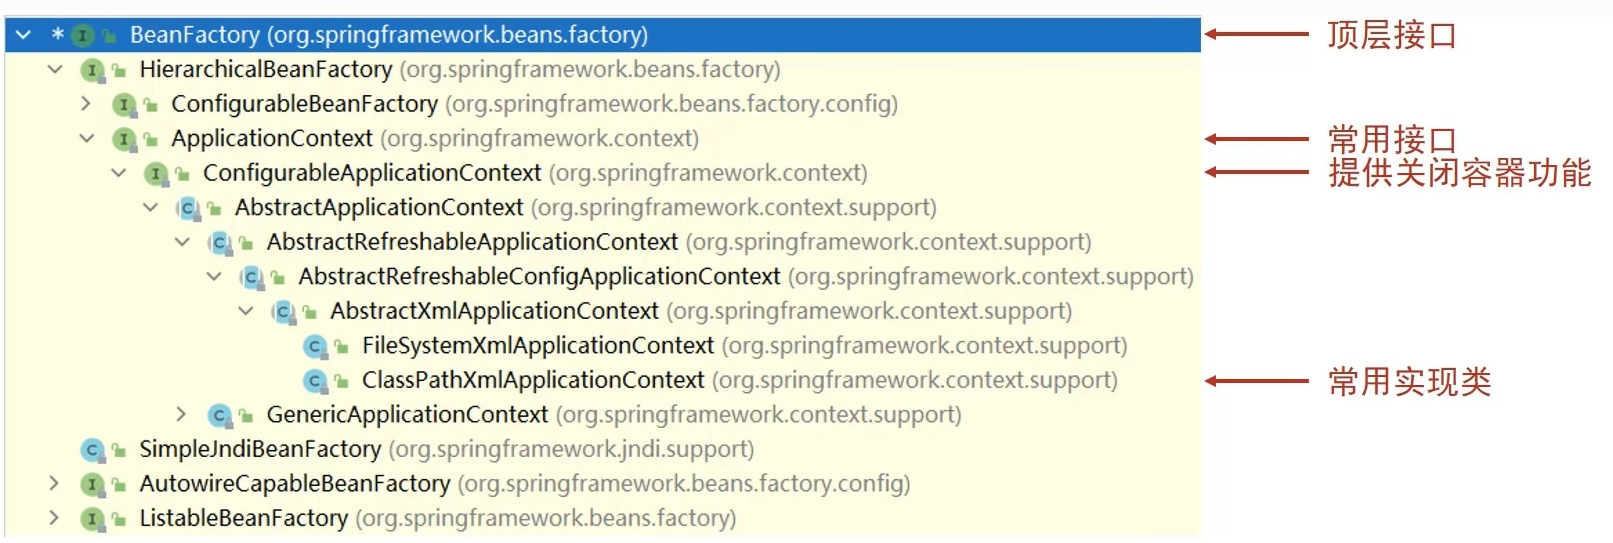 * I BeanFactory (org.springframework.beans.factory) 顶层接口
I HierarchicalBeanFactory (org.springframework.beans.factory)
I ConfigurableBeanFactory (org.springframework.beans.factory.config)
I ApplicationContext (org.springframework.context) 常用接口
I ConfigurableApplicationContext (org.springframework.context) 提供关闭容器功能
C AbstractApplicationContext (org.springframework.context.support)
C AbstractRefreshableApplicationContext (org.springframework.context.support)
C AbstractRefreshableConfigApplicationContext (org.springframework.context.support)
C AbstractXmlApplicationContext (org.springframework.context.support)
C FileSystemXmlApplicationContext (org.springframework.context.support)
C ClassPathXmlApplicationContext (org.springframework.context.support) 常用实现类
C GenericApplicationContext (org.springframework.context.support)
C SimpleJndiBeanFactory (org.springframework.jndi.support)
I AutowireCapableBeanFactory (org.springframework.beans.factory.config)
I ListableBeanFactory (org.springframework.beans.factory)